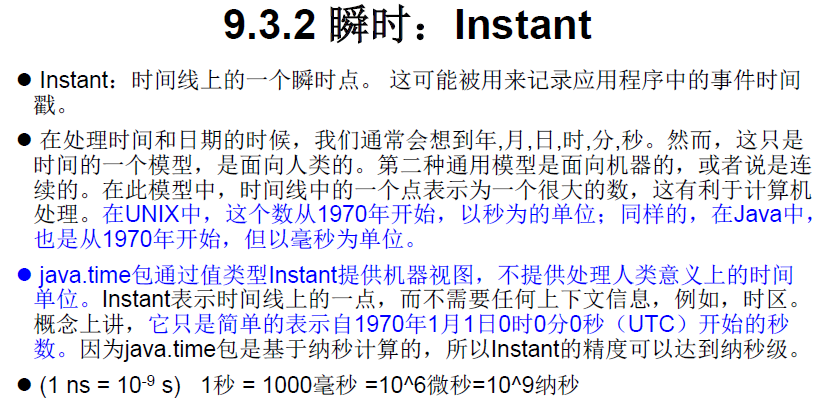 9.3.2 瞬时：Instant
● Instant：时间线上的一个瞬时点。 这可能被用来记录应用程序中的事件时间
戳。
● 在处理时间和日期的时候，我们通常会想到年,月,日,时,分,秒。然而，这只是
时间的一个模型，是面向人类的。第二种通用模型是面向机器的，或者说是连
续的。在此模型中，时间线中的一个点表示为一个很大的数，这有利于计算机
处理。在UNIX中，这个数从1970年开始，以秒为的单位；同样的，在Java中，
也是从1970年开始，但以毫秒为单位。
● java.time包通过值类型Instant提供机器视图，不提供处理人类意义上的时间
单位。Instant表示时间线上的一点，而不需要任何上下文信息，例如，时区。
概念上讲，它只是简单的表示自1970年1月1日0时0分0秒（UTC）开始的秒
数。因为java.time包是基于纳秒计算的，所以Instant的精度可以达到纳秒级。
● (1 ns = 10⁻⁹ s) 1秒 = 1000毫秒 =10^6微秒=10^9纳秒